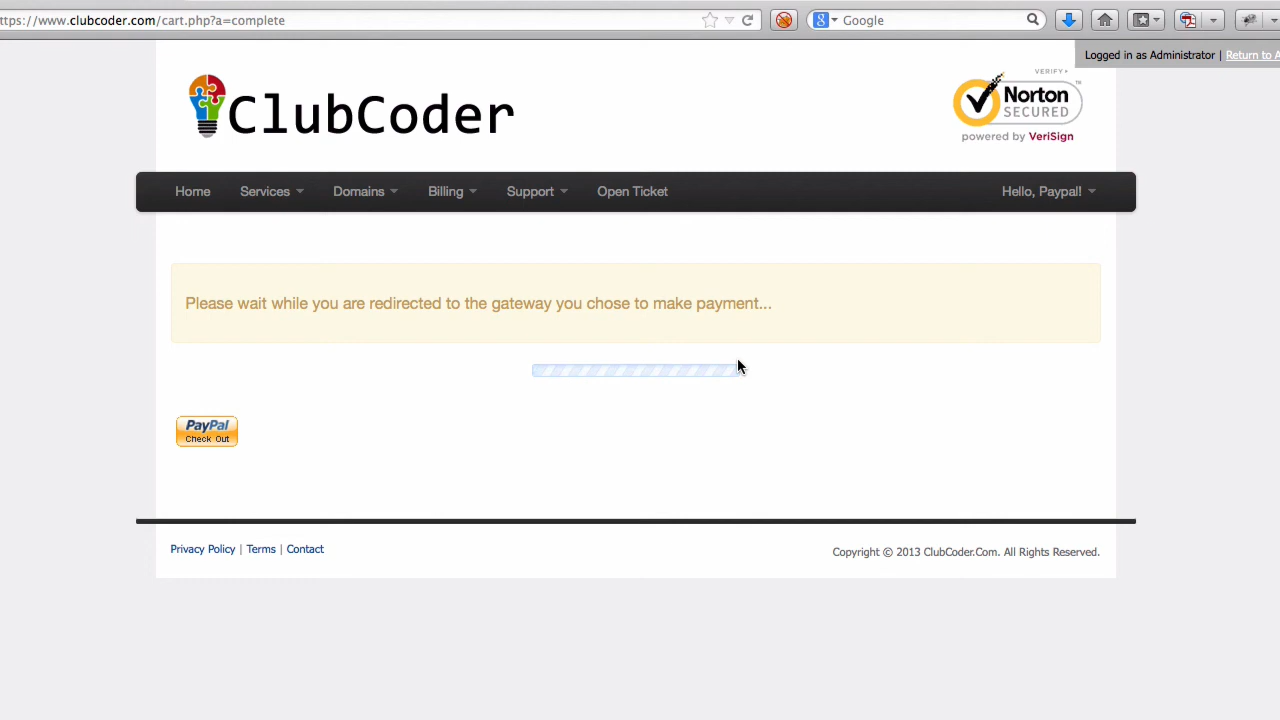 ttps://www.clubcoder.com/cart.php?a=complete
Google
Logged in as Administrator | Return to A
ClubCoder
VERIFY
Norton
SECURED
powered by VeriSign
TM
Home Services Domains Billing Support Open Ticket Hello, Paypal!
Please wait while you are redirected to the gateway you chose to make payment...
PayPal
Check Out
Privacy Policy | Terms | Contact
Copyright © 2013 ClubCoder.Com. All Rights Reserved.